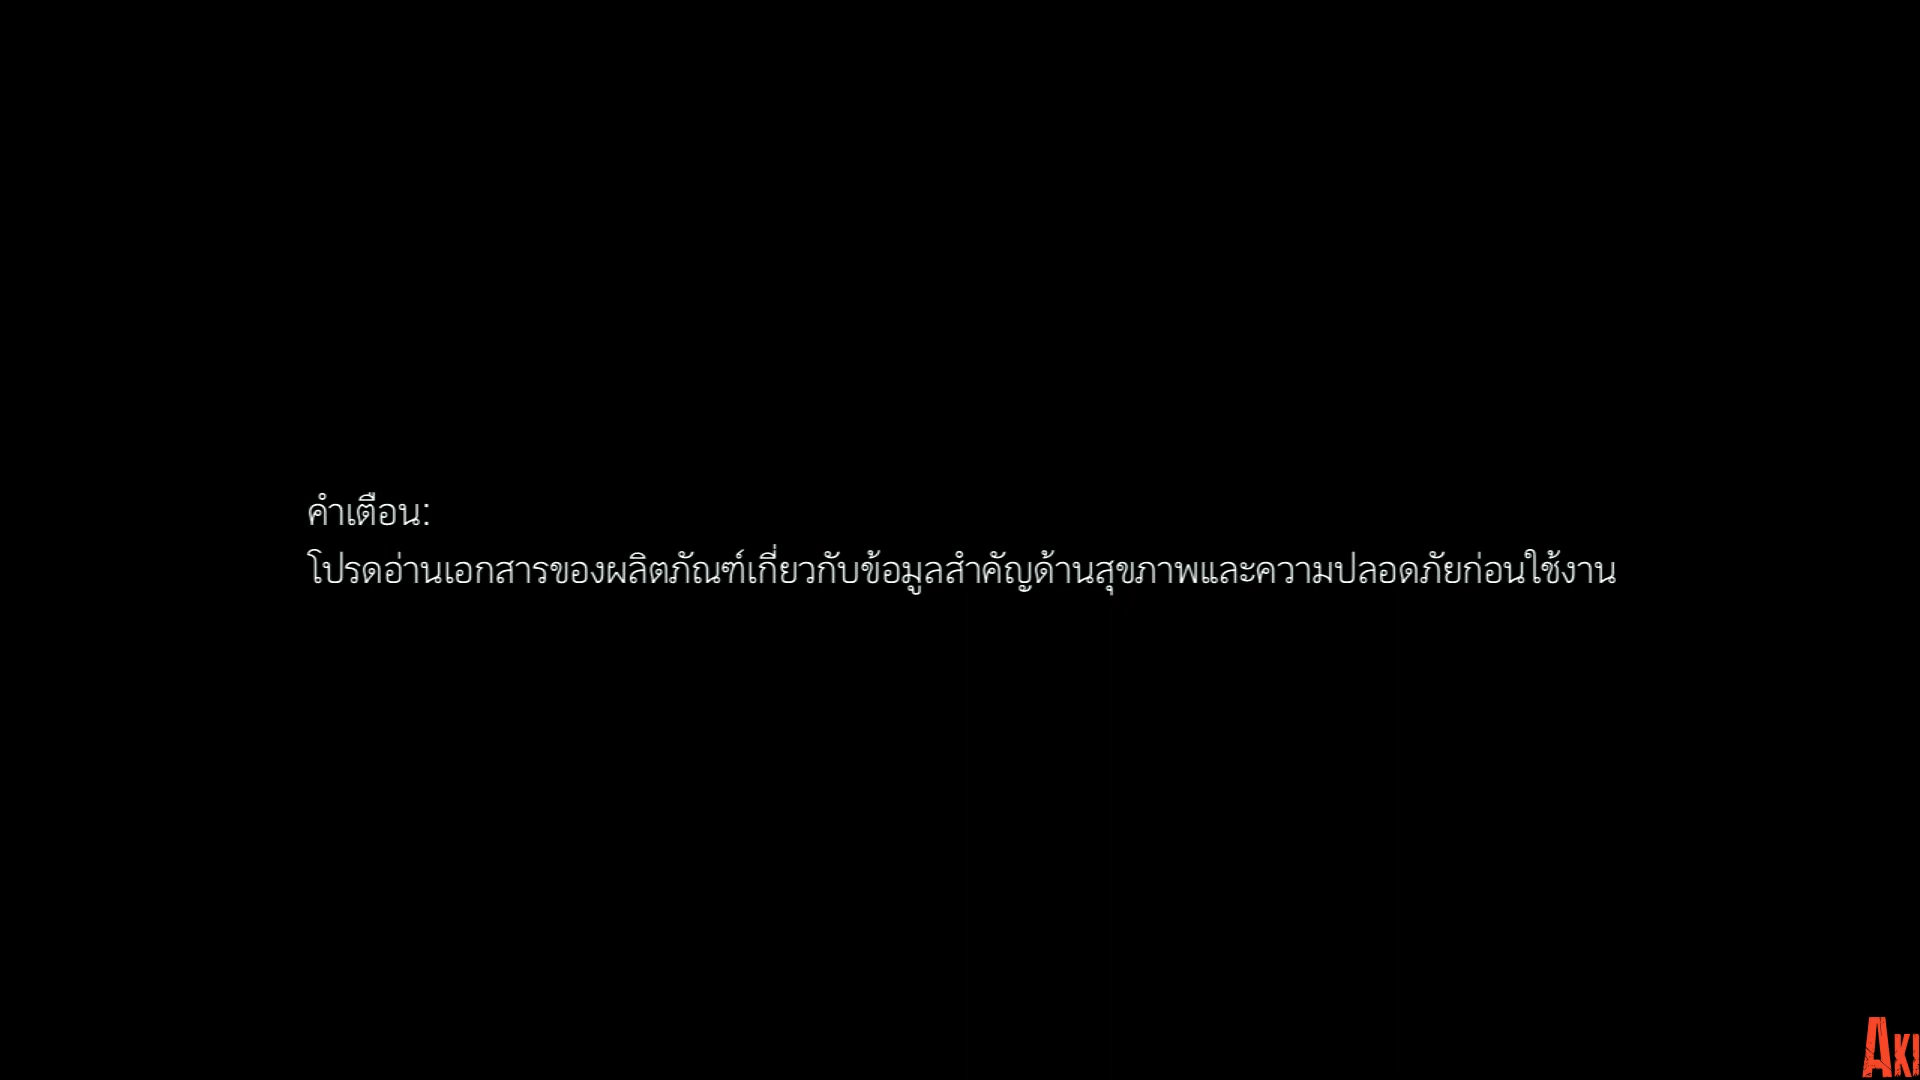 คำเตือน:
โปรดอ่านเอกสารของผลิตภัณฑ์เกี่ยวกับข้อมูลสำคัญด้านสุขภาพและความปลอดภัยก่อนใช้งาน
AKI